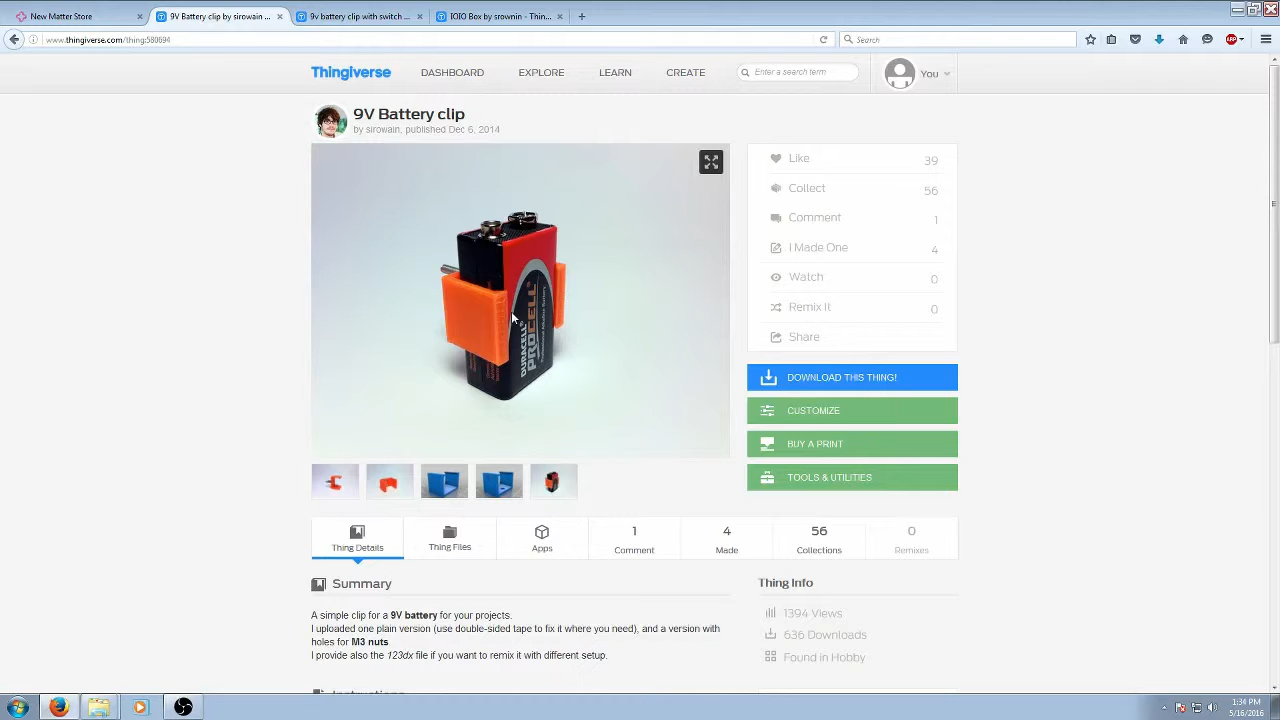 New Matter Store
9V Battery clip by sirowain ...
9v battery clip with switch ...
IOIO Box by srownin - Thin...
www.thingiverse.com/thing:580694
Search
ABP
Thingiverse
DASHBOARD
EXPLORE
LEARN
CREATE
Enter a search term
You
9V Battery clip
by sirowain, published Dec 6, 2014
DURACELL
PROCELL
Like 39
Collect 56
Comment 1
I Made One 4
Watch 0
Remix It 0
Share
DOWNLOAD THIS THING!
CUSTOMIZE
BUY A PRINT
TOOLS & UTILITIES
Thing Details
Thing Files
Apps
1 Comment
4 Made
56 Collections
0 Remixes
Summary
A simple clip for a 9V battery for your projects.
I uploaded one plain version (use double-sided tape to fix it where you need), and a version with
holes for M3 nuts
I provide also the 123dx file if you want to remix it with different setup.
Thing Info
1394 Views
636 Downloads
Found in Hobby
1:34 PM
5/16/2016